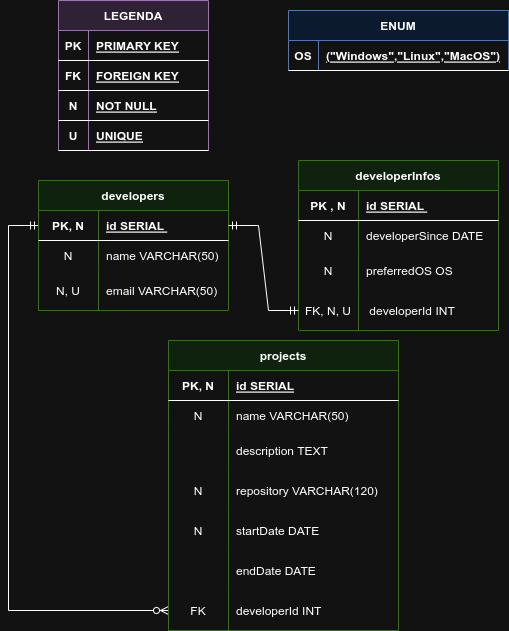 LEGENDA
PK PRIMARY KEY
FK FOREIGN KEY
N NOT NULL
U UNIQUE
ENUM
OS ("Windows","Linux","MacOS")
developers
PK, N id SERIAL
N name VARCHAR(50)
N, U email VARCHAR(50)
developerInfos
PK , N id SERIAL
N developerSince DATE
N preferredOS OS
FK, N, U developerId INT
projects
PK, N id SERIAL
N name VARCHAR(50)
description TEXT
N repository VARCHAR(120)
N startDate DATE
endDate DATE
FK developerId INT